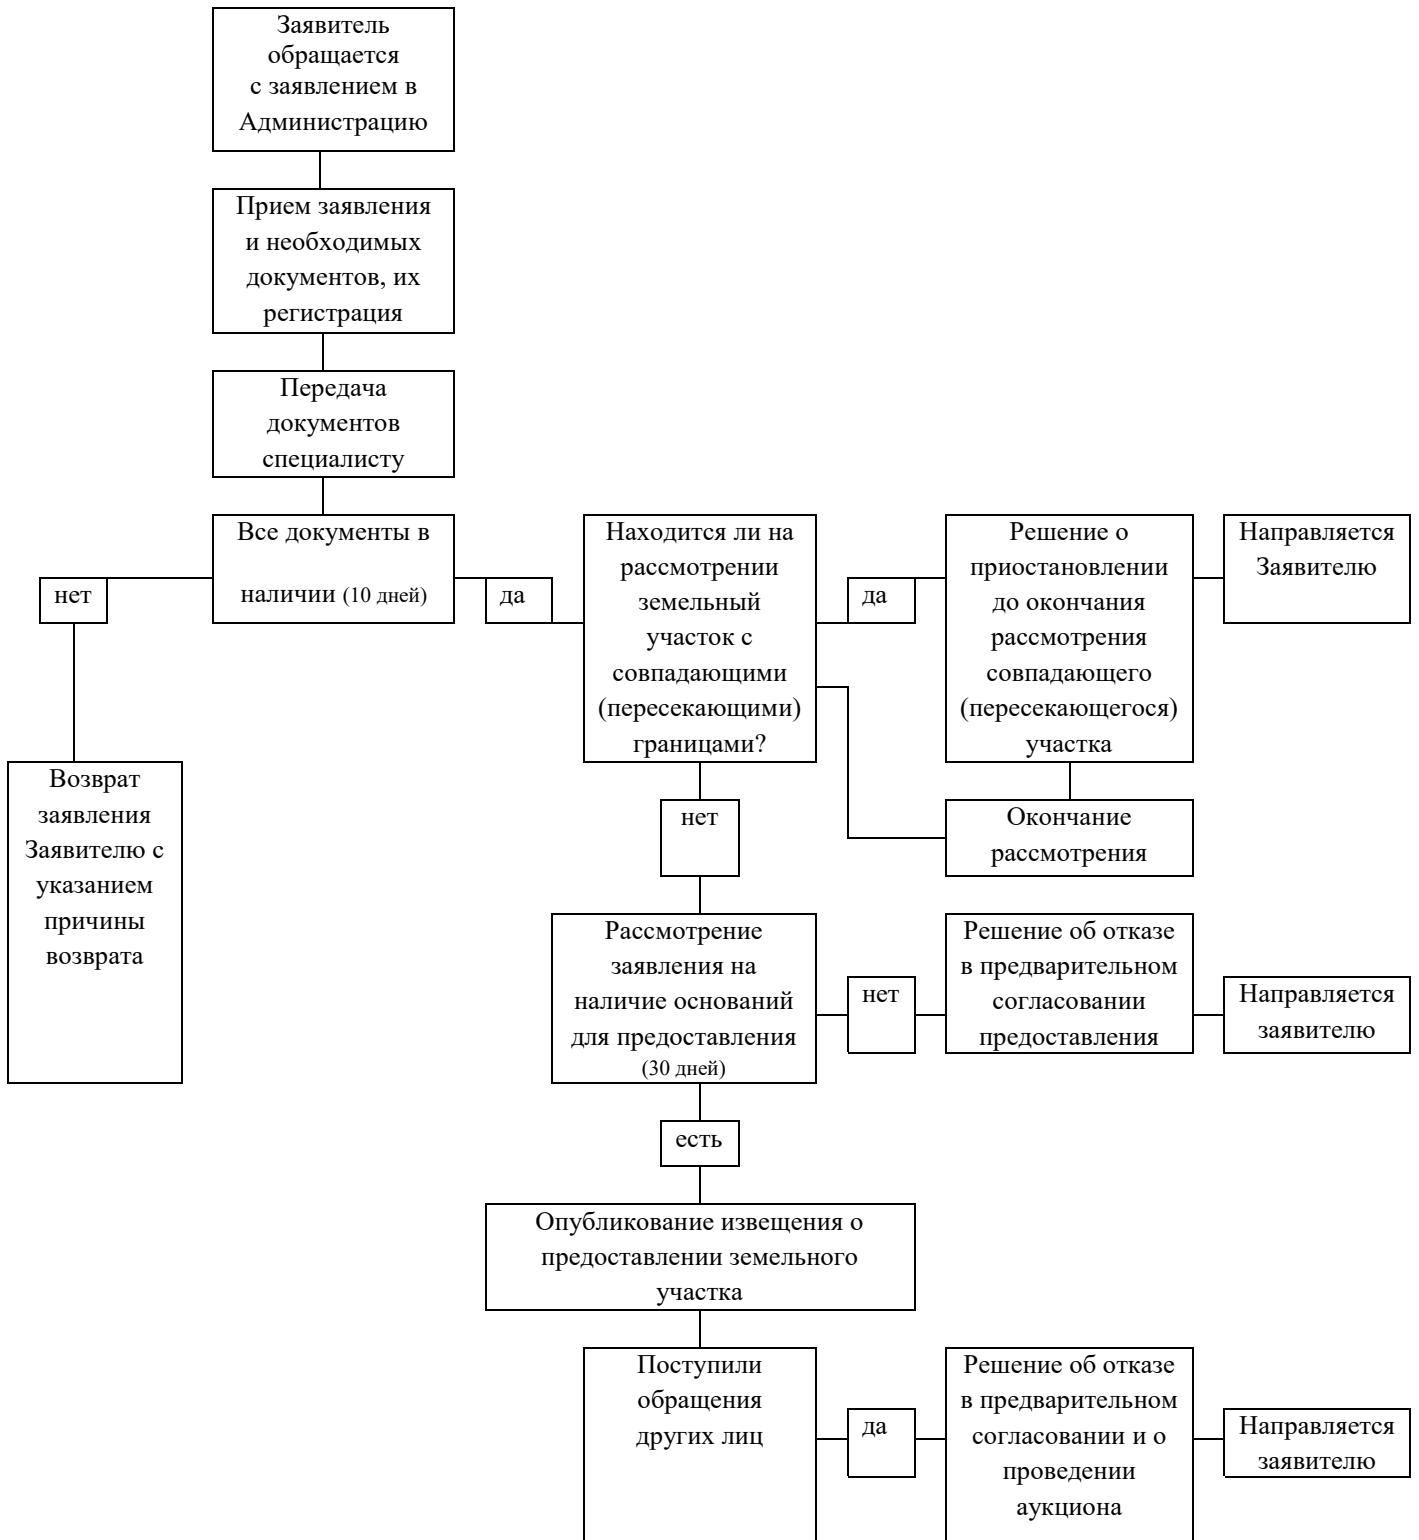 Заявитель
обращается
с заявлением в
Администрацию
Прием заявления
и необходимых
документов, их
регистрация
Передача
документов
специалисту
Все документы в
наличии (10 дней)
нет
да
Находится ли на
рассмотрении
земельный
участок с
совпадающими
(пересекающими)
границами?
да
Решение о
приостановлении
до окончания
рассмотрения
совпадающего
(пересекающегося)
участка
Направляется
Заявителю
Возврат
заявления
Заявителю с
указанием
причины
возврата
нет
Окончание
рассмотрения
Рассмотрение
заявления на
наличие оснований
для предоставления
(30 дней)
нет
Решение об отказе
в предварительном
согласовании
предоставления
Направляется
заявителю
есть
Опубликование извещения о
предоставлении земельного
участка
Поступили
обращения
других лиц
да
Решение об отказе
в предварительном
согласовании и о
проведении
аукциона
Направляется
заявителю